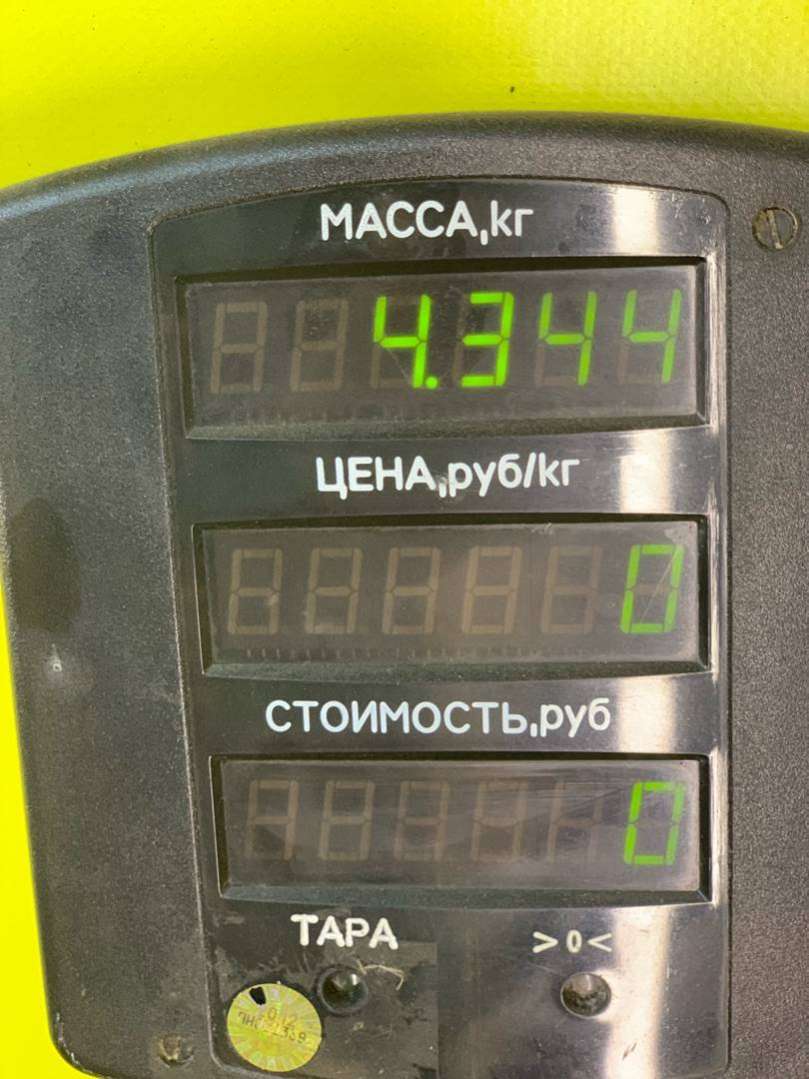 МАССА,кг
4.344
ЦЕНА,руб/кг
0
СТОИМОСТЬ,руб
0
ТАРА >0<